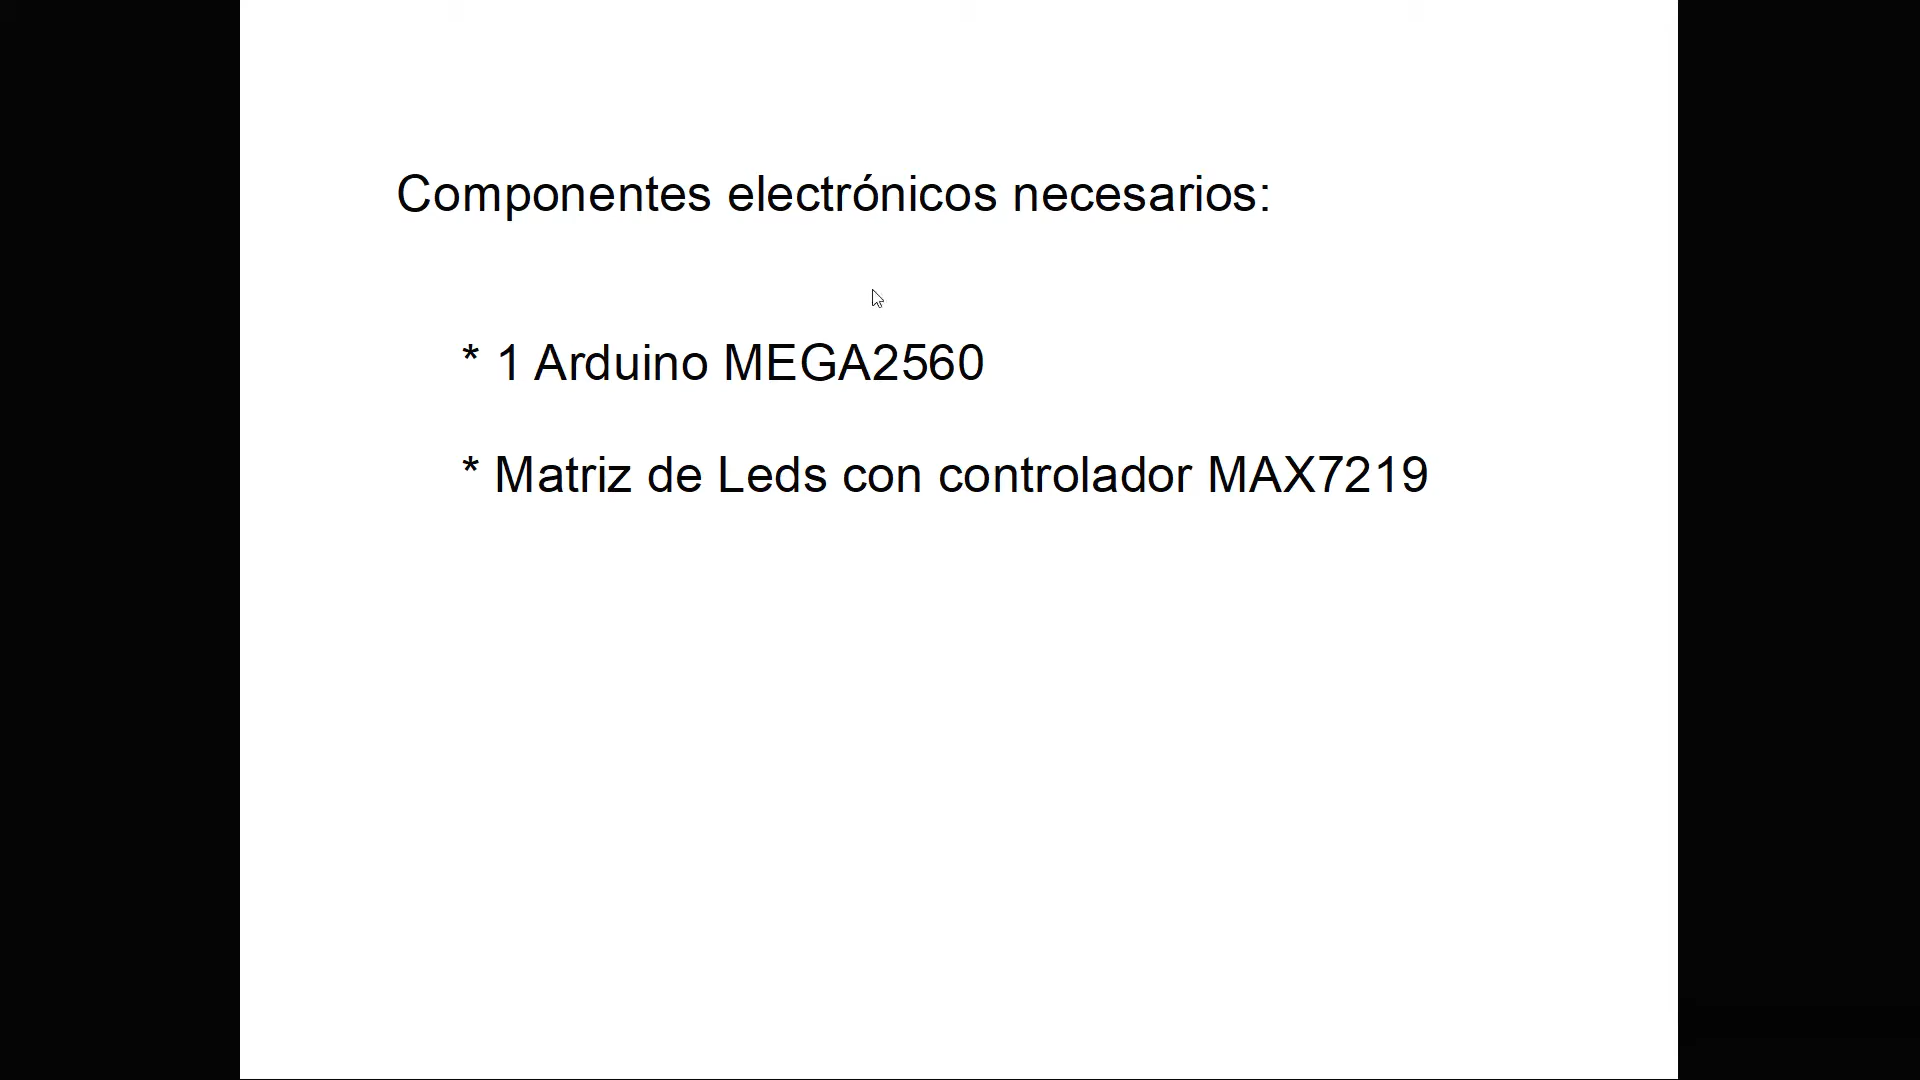 Componentes electrónicos necesarios:
* 1 Arduino MEGA2560
* Matriz de Leds con controlador MAX7219